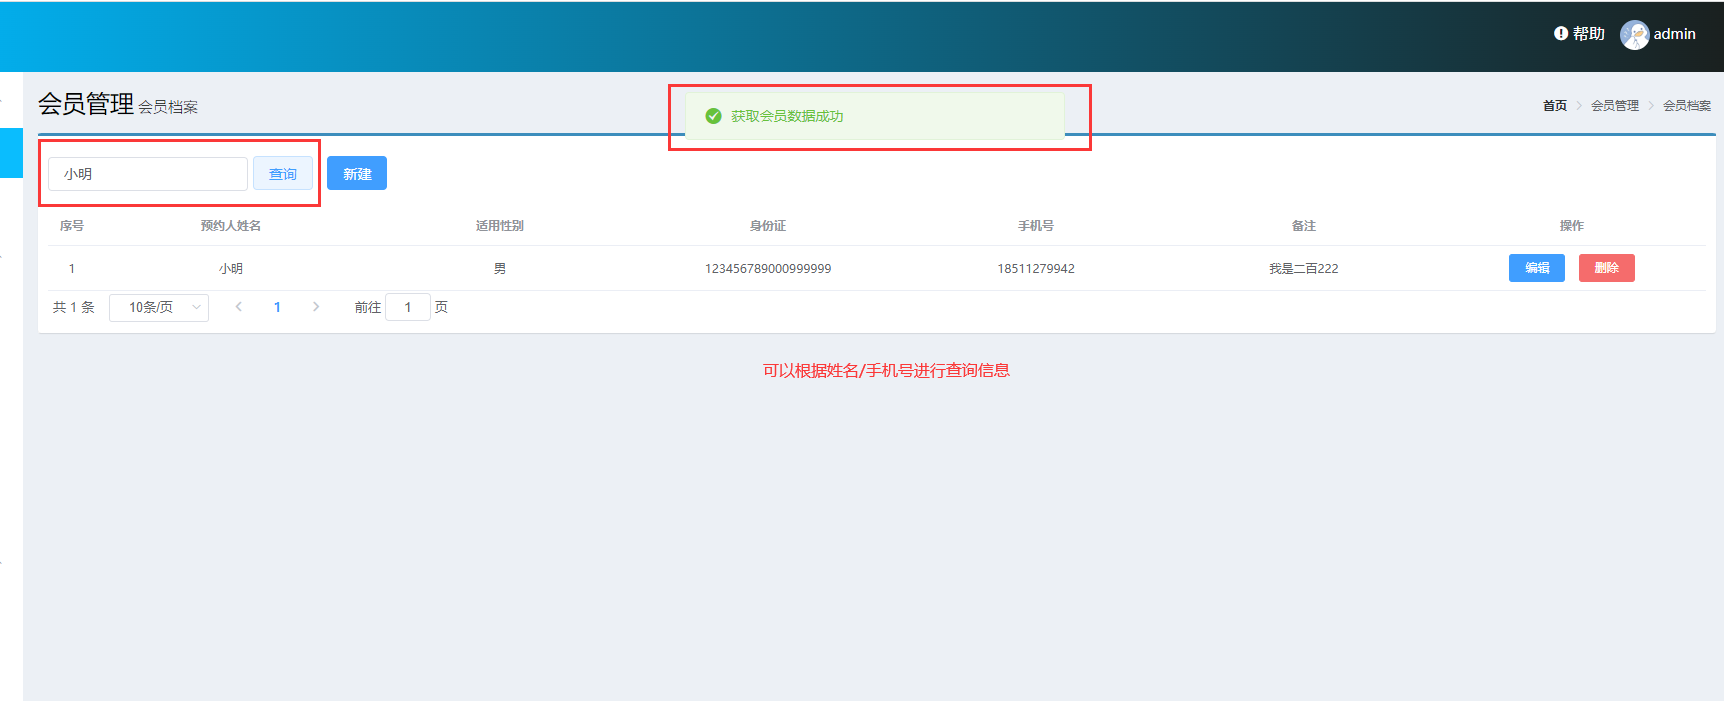 帮助 admin
会员管理 会员档案
获取会员数据成功
首页 > 会员管理 > 会员档案
小明 查询 新建
序号 预约人姓名 适用性别 身份证 手机号 备注 操作
1 小明 男 123456789000999999 18511279942 我是二百222 编辑 删除
共 1 条 10条/页 < 1 > 前往 1 页
可以根据姓名/手机号进行查询信息